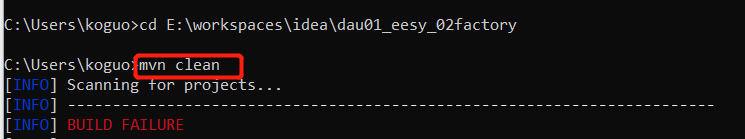 C:\Users\koguo>cd E:\workspaces\idea\dau01_eesy_02factory
C:\Users\koguo>mvn clean
[INFO] Scanning for projects...
[INFO] ------------------------------------------------------------------------
[INFO] BUILD FAILURE